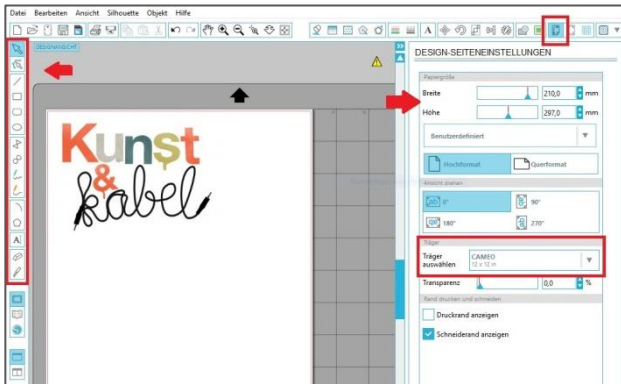 Datei Bearbeiten Ansicht Silhouette Objekt Hilfe
DESIGNANSICHT
DESIGN-SEITENEINSTELLUNGEN
Papiergröße
Breite 210,0 mm
Höhe 297,0 mm
Benutzerdefiniert
Hochformat Querformat
Ansicht drehen
0° 90°
180° 270°
Träger
Träger auswählen
CAMEO
12 x 12 in
Transparenz 0,0 %
Rand drucken und schneiden
Druckrand anzeigen
Schneiderand anzeigen
Kunst
&
kabel